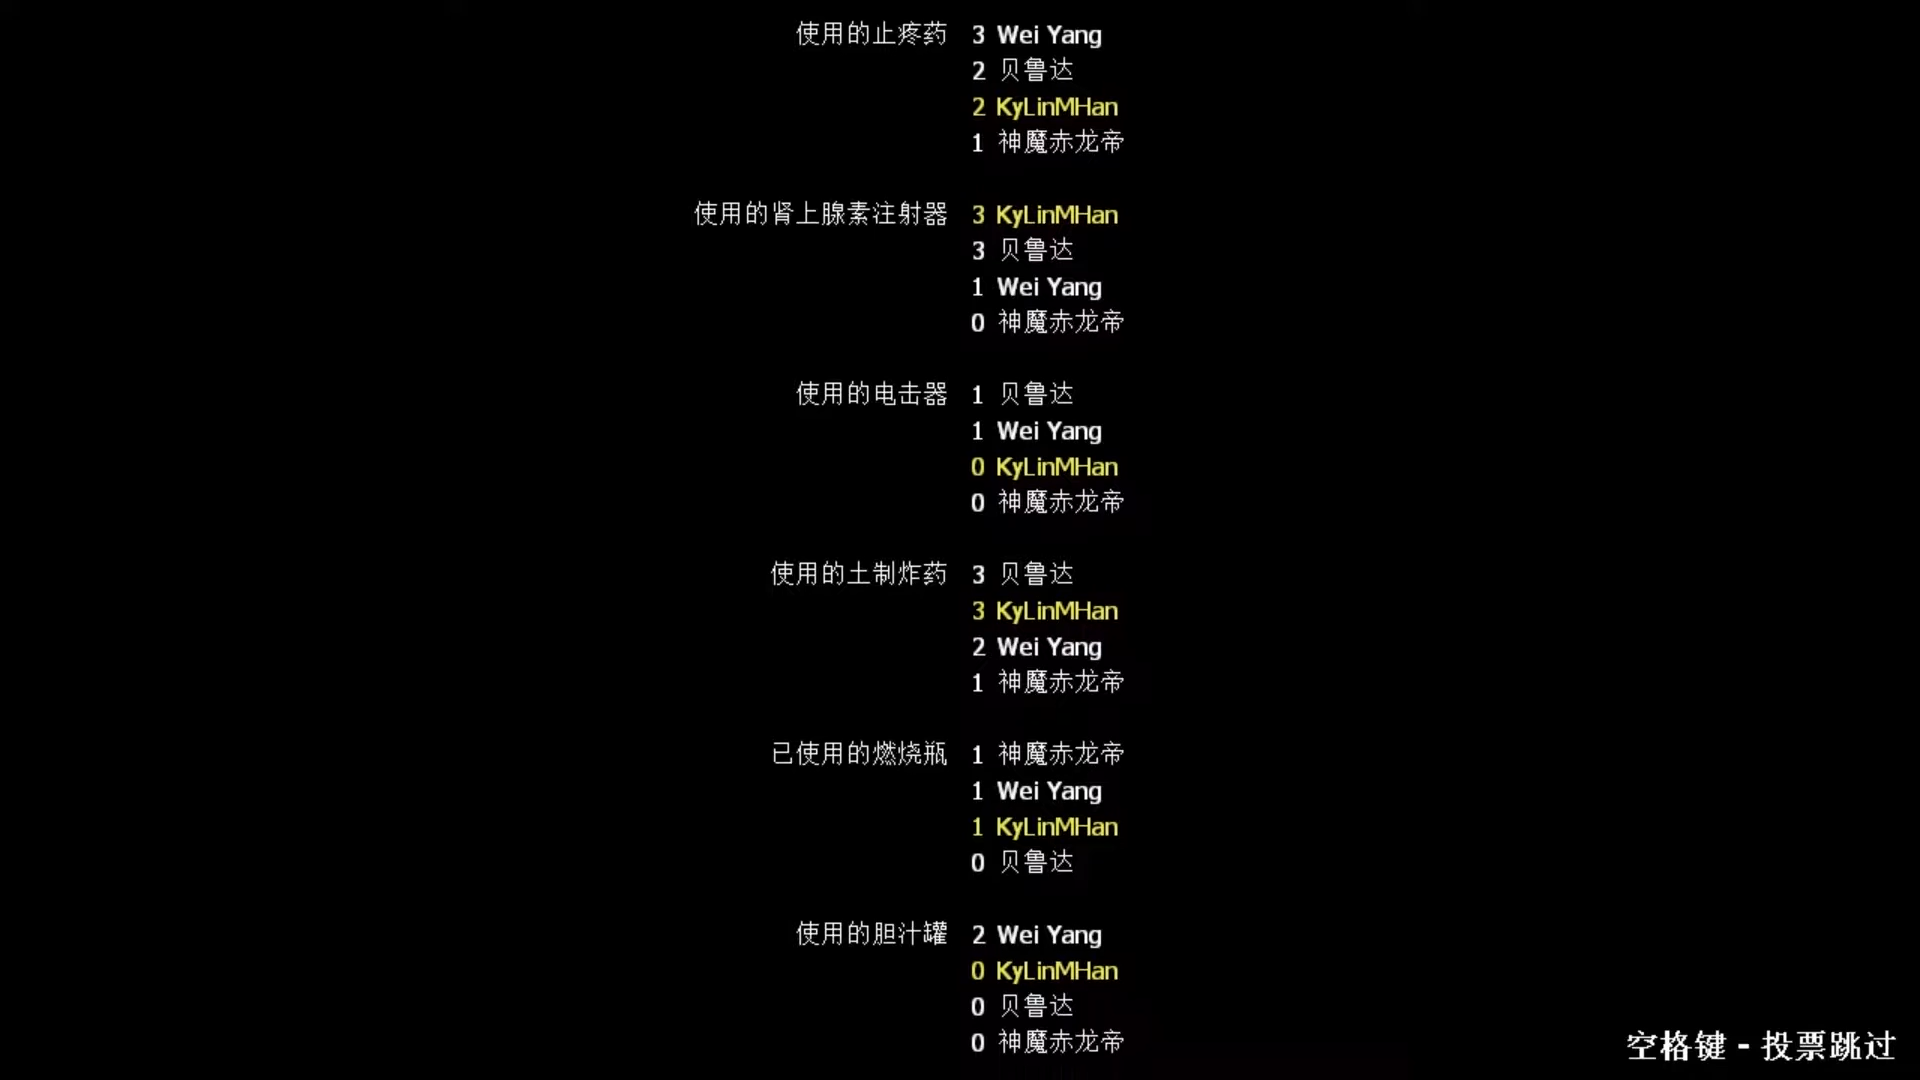 使用的止疼药 3 Wei Yang
2 贝鲁达
2 KyLinMHan
1 神魔赤龙帝
使用的肾上腺素注射器 3 KyLinMHan
3 贝鲁达
1 Wei Yang
0 神魔赤龙帝
使用的电击器 1 贝鲁达
1 Wei Yang
0 KyLinMHan
0 神魔赤龙帝
使用的土制炸药 3 贝鲁达
3 KyLinMHan
2 Wei Yang
1 神魔赤龙帝
已使用的燃烧瓶 1 神魔赤龙帝
1 Wei Yang
1 KyLinMHan
0 贝鲁达
使用的胆汁罐 2 Wei Yang
0 KyLinMHan
0 贝鲁达
0 神魔赤龙帝
空格键 - 投票跳过